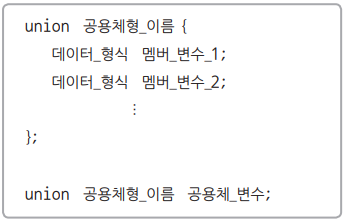 union 공용체형_이름 {
데이터_형식 멤버_변수_1;
데이터_형식 멤버_변수_2;
⋮
};
union 공용체형_이름 공용체_변수;